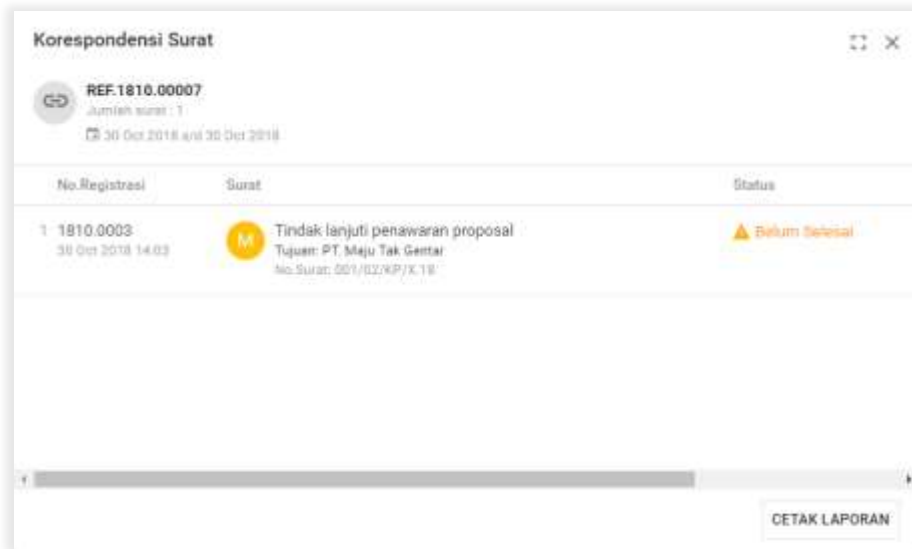 Korespondensi Surat
REF.1810.00007
Jumlah surat : 1
30 Oct 2018 s/d 30 Oct 2018
No.Registrasi Surat Status
1 1810.0003 M Tindak lanjuti penawaran proposal Belum Selesai
30 Oct 2018 14:03 Tujuan: PT. Maju Tak Gentar
No.Surat: 001/02/KP/X.18
CETAK LAPORAN